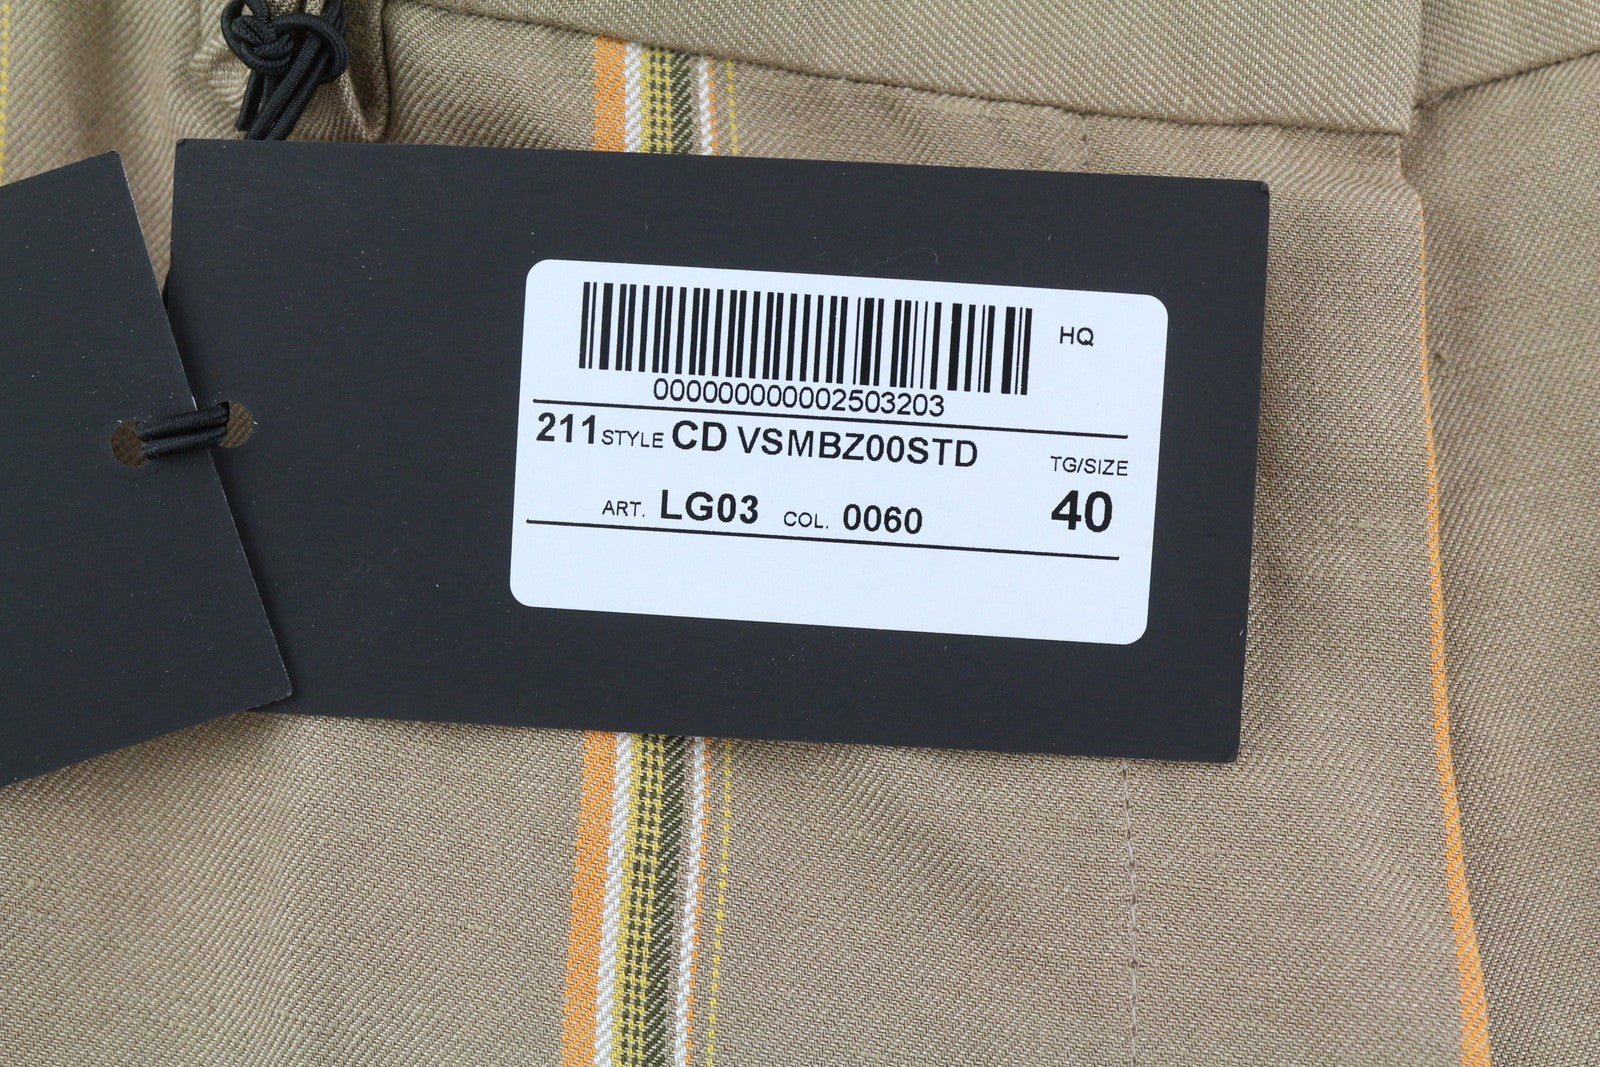 HQ
000000000002503203
211 STYLE CD VSMBZ00STD
TG/SIZE
ART. LG03 COL. 0060
40